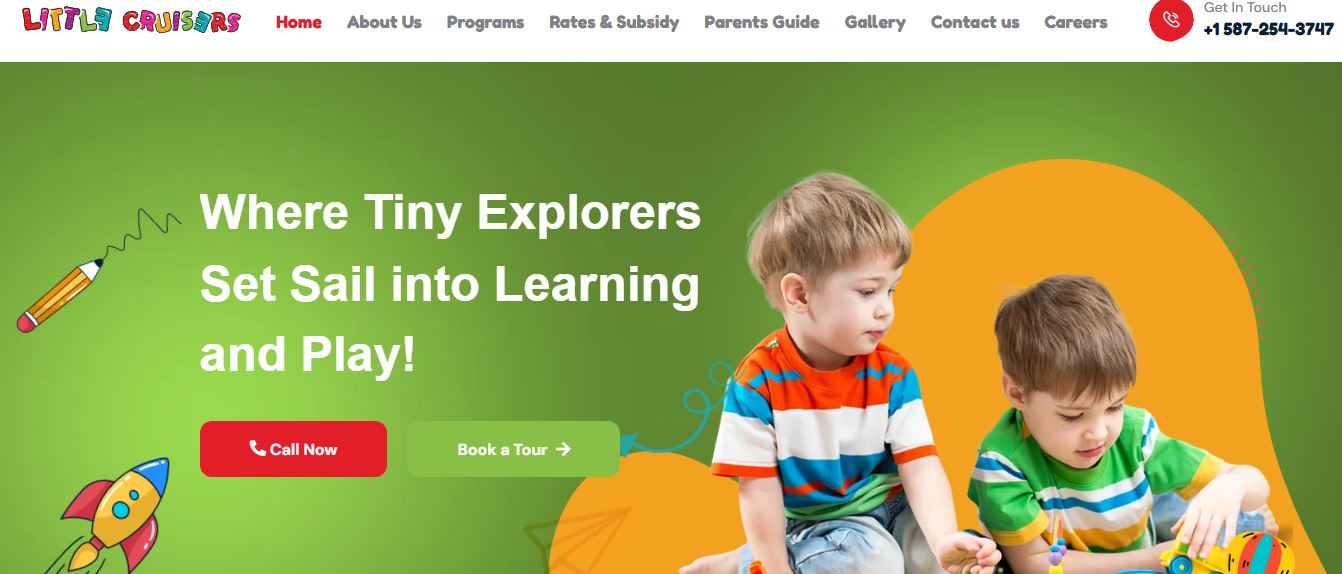 LITTLE CRUISERS
Home About Us Programs Rates & Subsidy Parents Guide Gallery Contact us Careers
Get In Touch
+1 587-254-3747
Where Tiny Explorers
Set Sail into Learning
and Play!
Call Now
Book a Tour